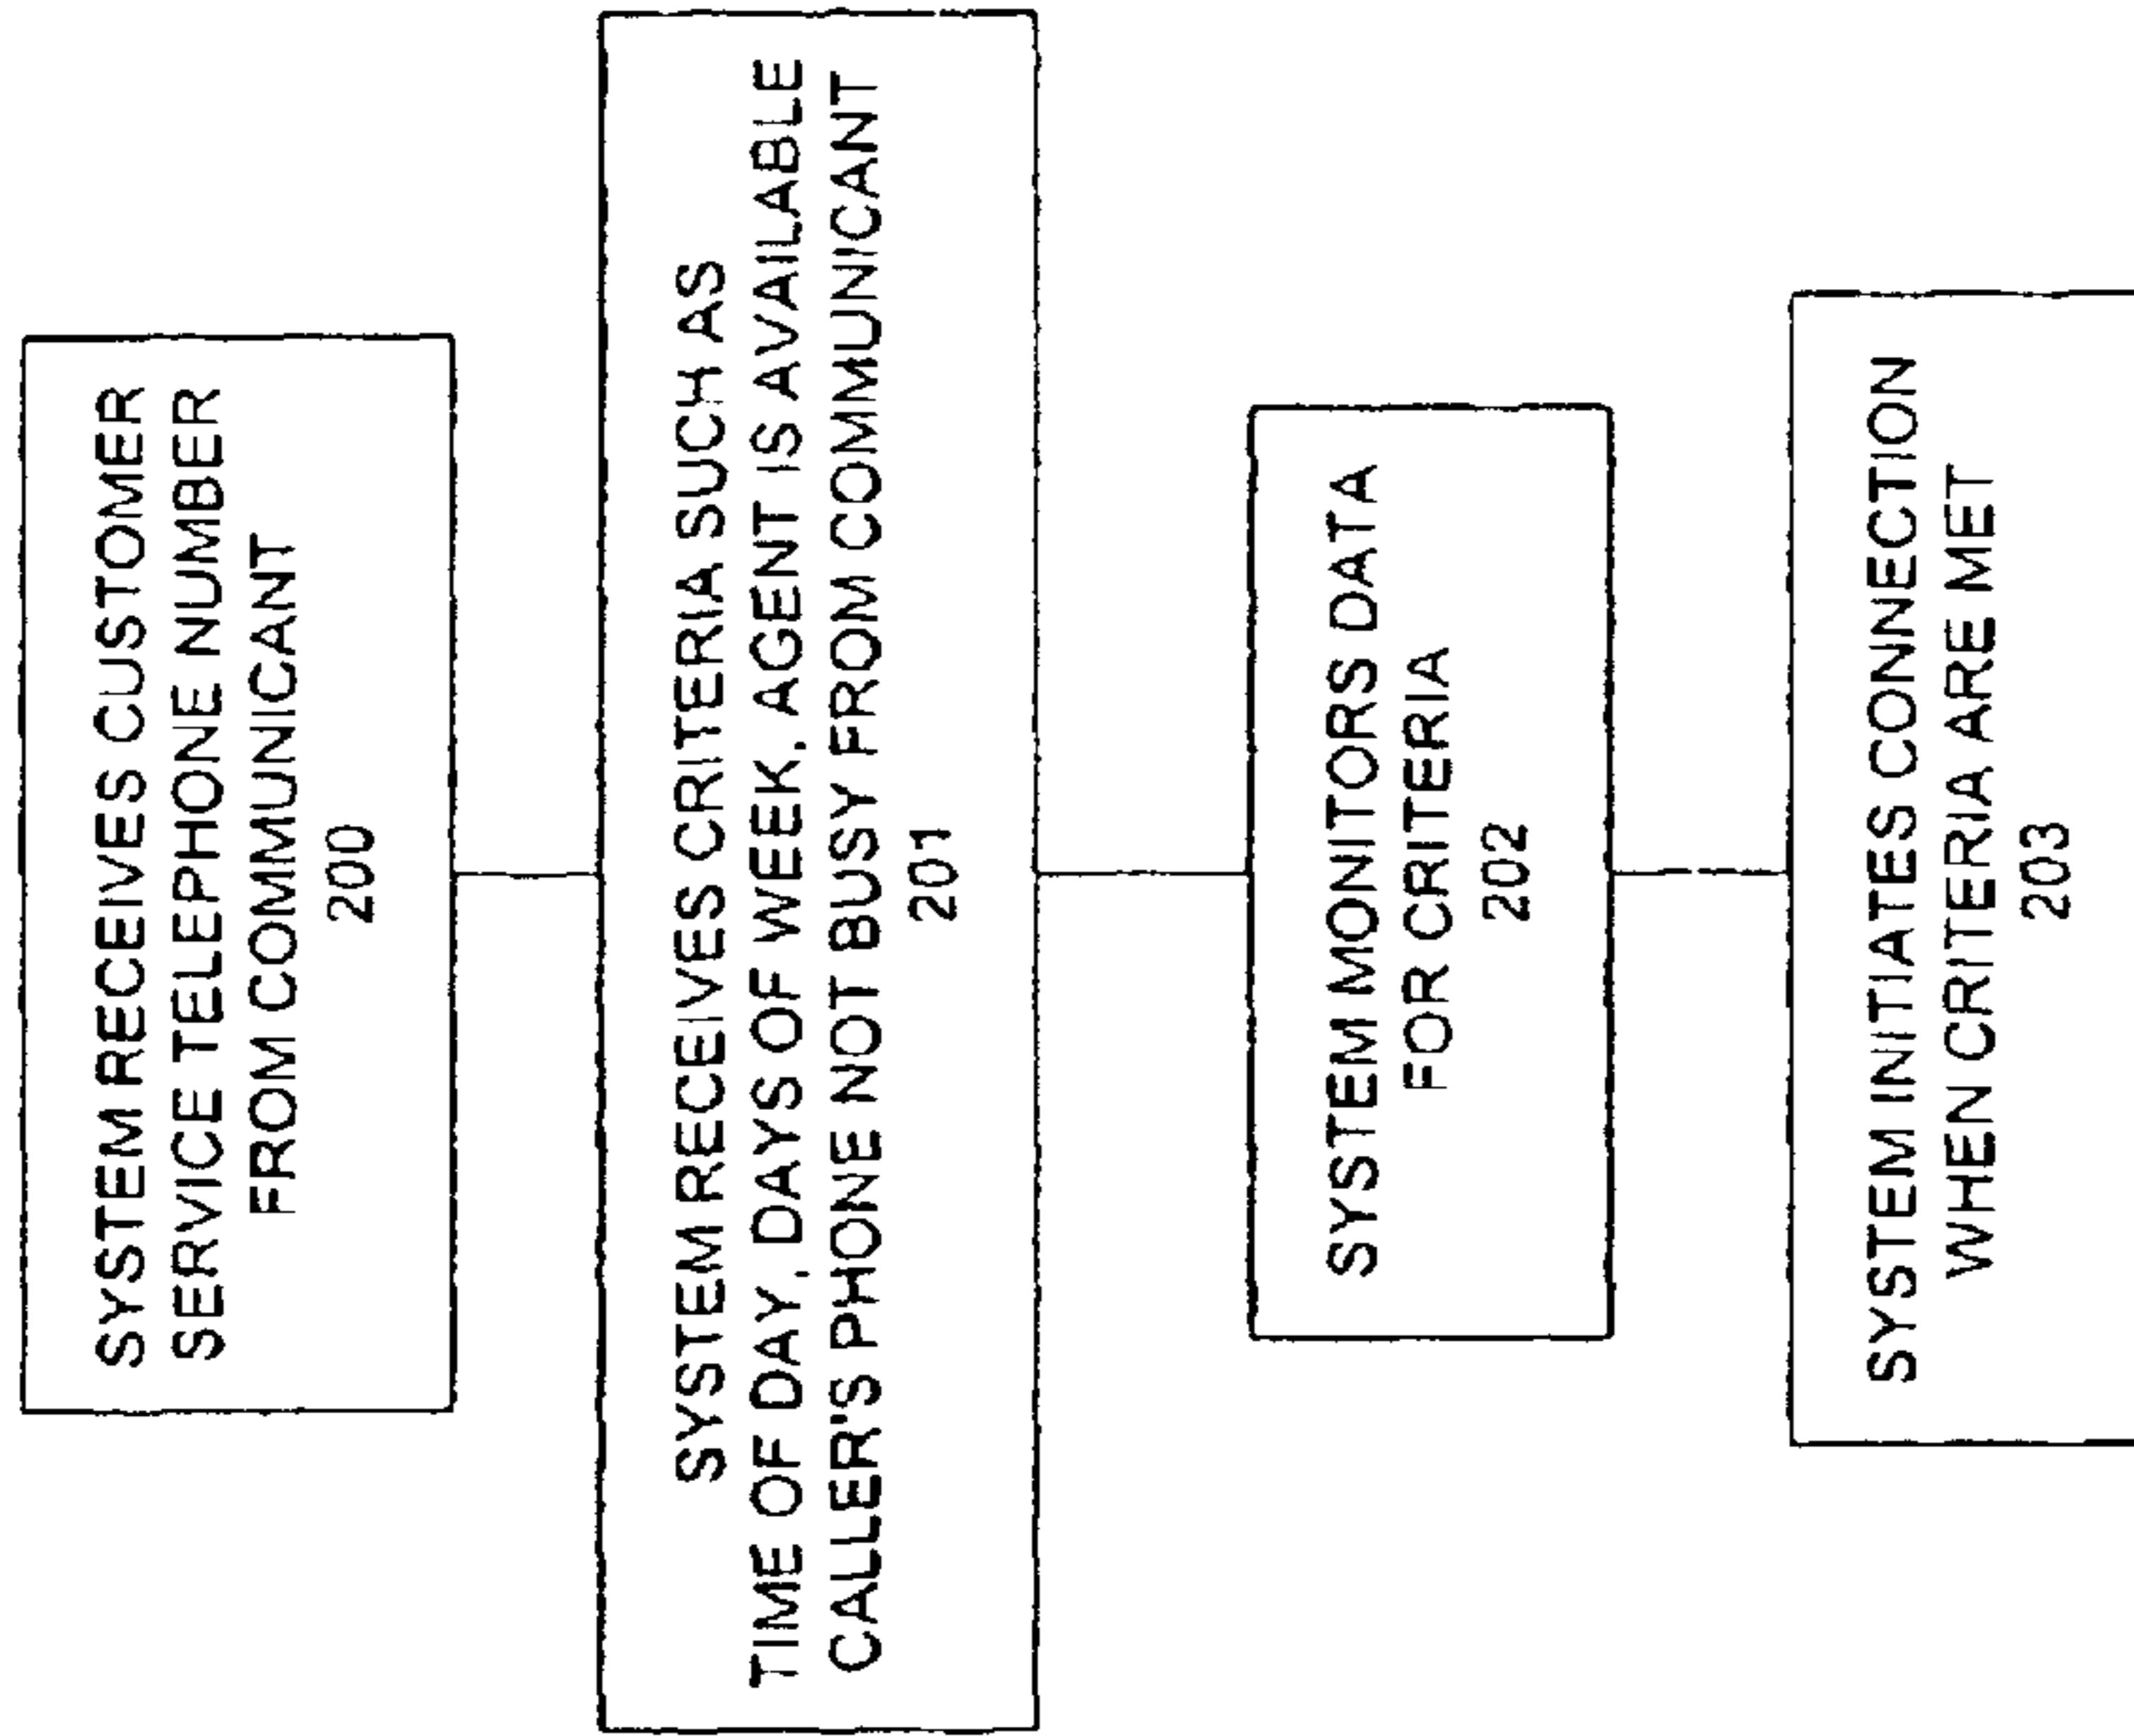 SYSTEM RECEIVES CUSTOMER
SERVICE TELEPHONE NUMBER
FROM COMMUNICANT
200
SYSTEM RECEIVES CRITERIA SUCH AS
TIME OF DAY, DAYS OF WEEK, AGENT IS AVAILABLE
CALLER'S PHONE NOT BUSY FROM COMMUNICANT
201
SYSTEM MONITORS DATA
FOR CRITERIA
202
SYSTEM INITIATES CONNECTION
WHEN CRITERIA ARE MET
203